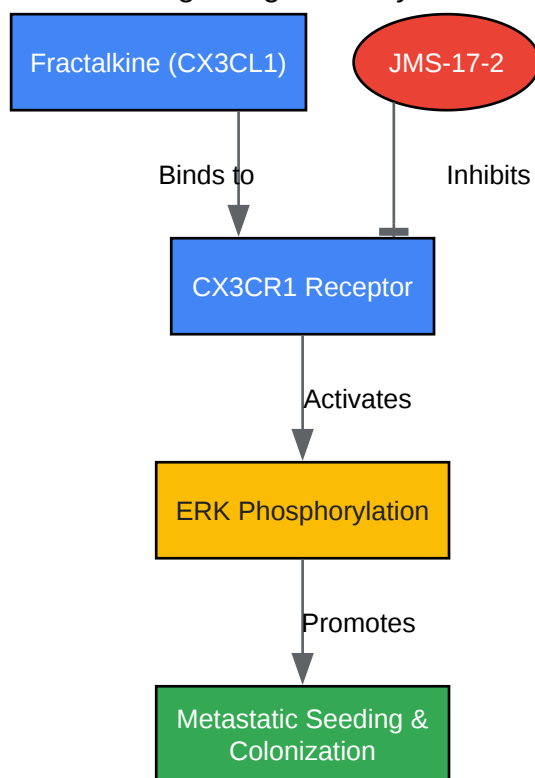 Fractalkine (CX3CL1)
JMS-17-2
Binds to
Inhibits
CX3CR1 Receptor
Activates
ERK Phosphorylation
Promotes
Metastatic Seeding &
Colonization